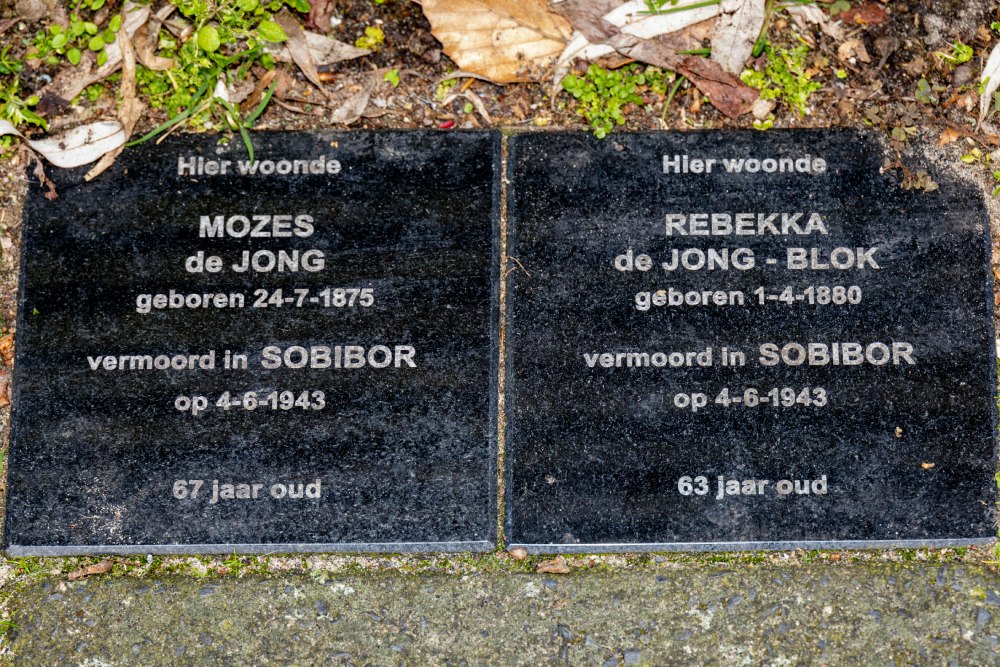 Hier woonde
MOZES
de JONG
geboren 24-7-1875
vermoord in SOBIBOR
op 4-6-1943
67 jaar oud
Hier woonde
REBEKKA
de JONG - BLOK
geboren 1-4-1880
vermoord in SOBIBOR
op 4-6-1943
63 jaar oud